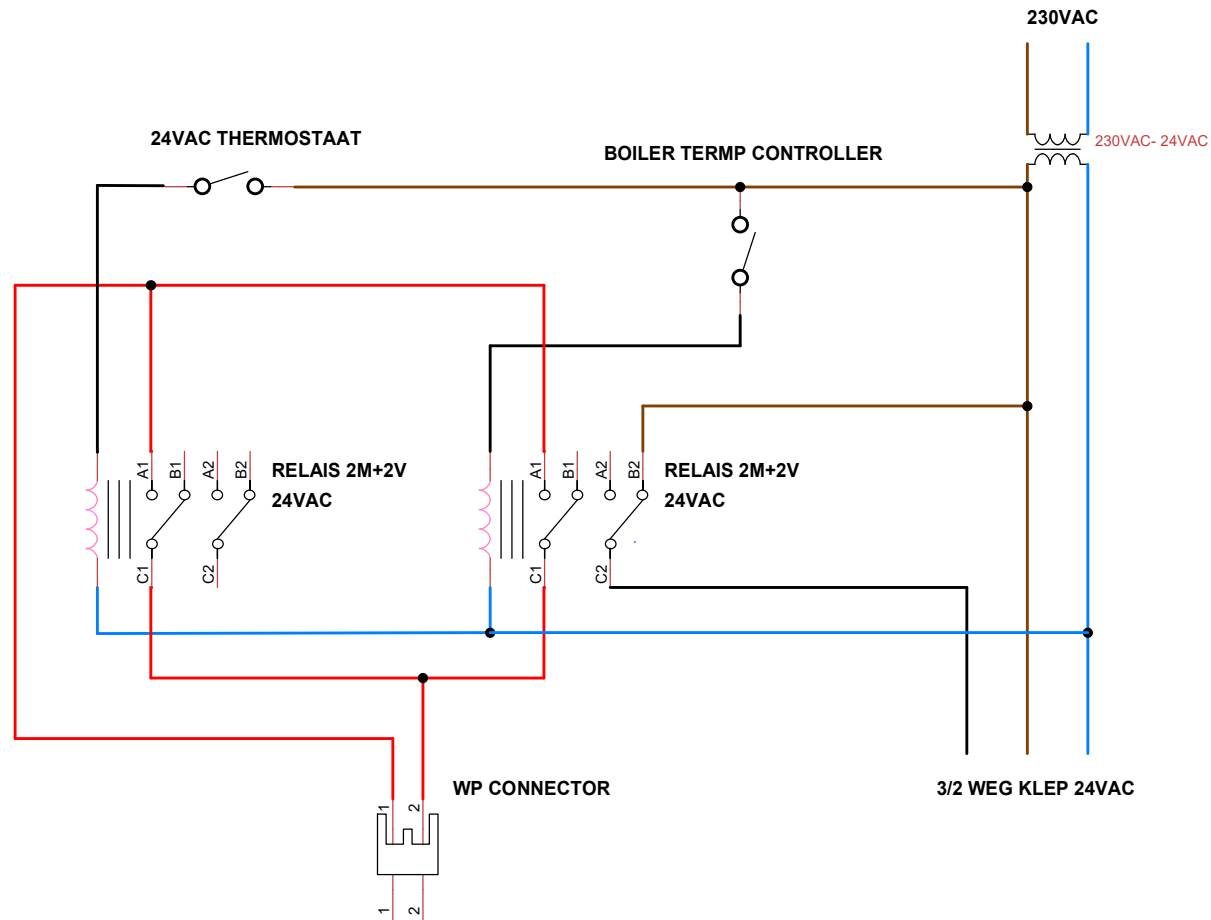 230VAC
230VAC- 24VAC
24VAC THERMOSTAAT
BOILER TERMP CONTROLLER
A1
B1
A2
B2
RELAIS 2M+2V
24VAC
C1
C2
A1
B1
A2
B2
RELAIS 2M+2V
24VAC
C1
C2
WP CONNECTOR
3/2 WEG KLEP 24VAC
1
2
1
2